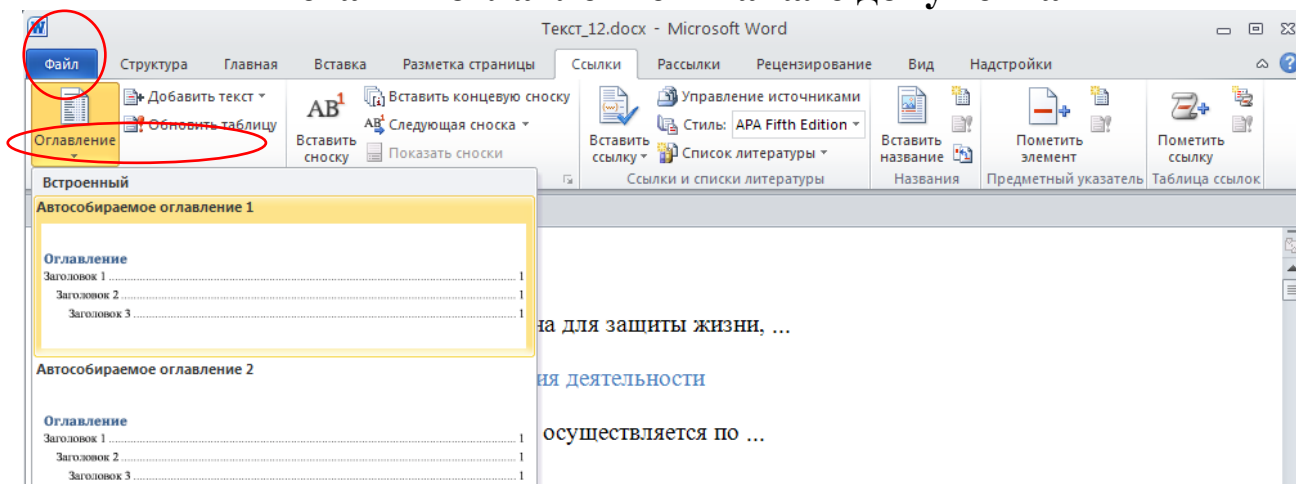 Текст_12.docx - Microsoft Word
Файл Структура Главная Вставка Разметка страницы Ссылки Рассылки Рецензирование Вид Надстройки
Оглавление
Добавить текст
Обновить таблицу
AB1
Вставить сноску
Вставить концевую сноску
Следующая сноска
Показать сноски
Вставить ссылку
Управление источниками
Стиль: APA Fifth Edition
Список литературы
Вставить название
Пометить элемент
Пометить ссылку
Ссылки и списки литературы Названия Предметный указатель Таблица ссылок
Встроенный
Автособираемое оглавление 1
Оглавление
Заголовок 1 1
Заголовок 2 1
Заголовок 3 1
Автособираемое оглавление 2
Оглавление
Заголовок 1 1
Заголовок 2 1
Заголовок 3 1
на для защиты жизни, ...
ия деятельности
осуществляется по ...